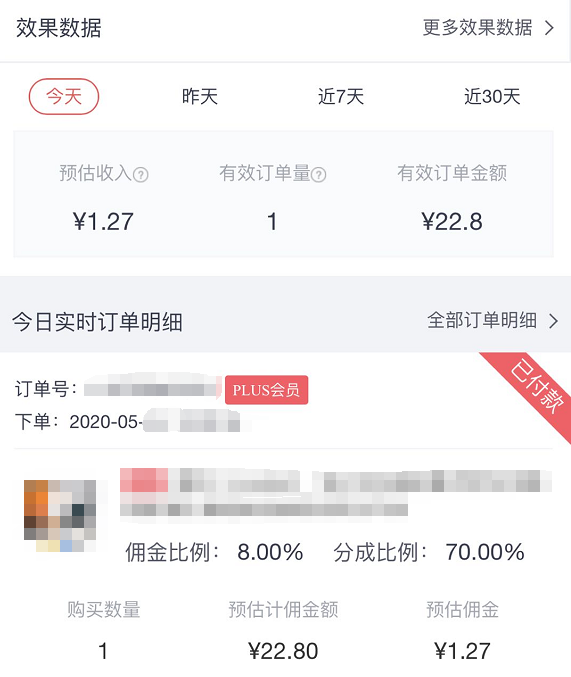 效果数据 更多效果数据 >
今天 昨天 近7天 近30天
预估收入? 有效订单量? 有效订单金额
¥1.27 1 ¥22.8
今日实时订单明细 全部订单明细 >
已付款
订单号: PLUS会员
下单: 2020-05-
佣金比例: 8.00% 分成比例: 70.00%
购买数量 预估计佣金额 预估佣金
1 ¥22.80 ¥1.27